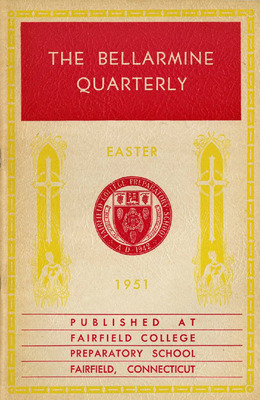 THE BELLARMINE
QUARTERLY
EASTER
FAIRFIELD COLLEGE PREPARATORY SCHOOL
A·D·1942
1951
PUBLISHED AT
FAIRFIELD COLLEGE
PREPARATORY SCHOOL
FAIRFIELD, CONNECTICUT